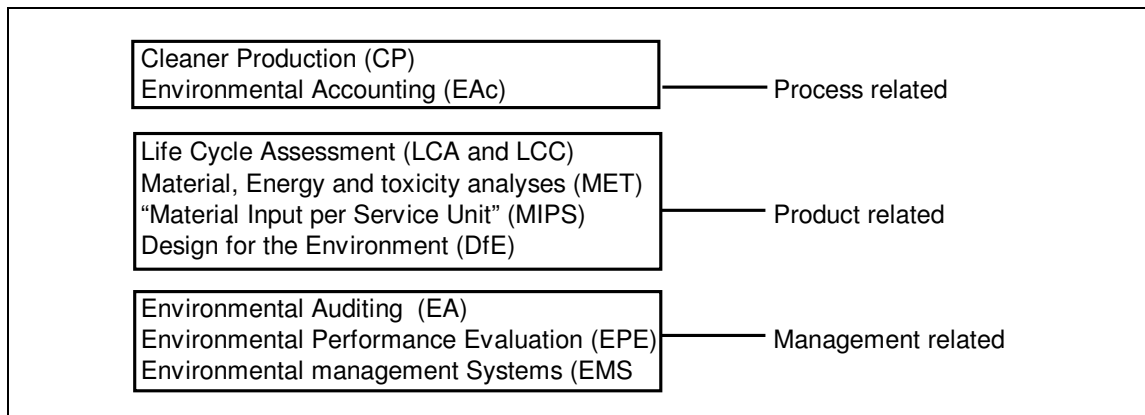 Cleaner Production (CP)
Environmental Accounting (EAc)
Process related
Life Cycle Assessment (LCA and LCC)
Material, Energy and toxicity analyses (MET)
“Material Input per Service Unit” (MIPS)
Product related
Design for the Environment (DfE)
Environmental Auditing  (EA)
Environmental Performance Evaluation (EPE)
Management related
Environmental management Systems (EMS